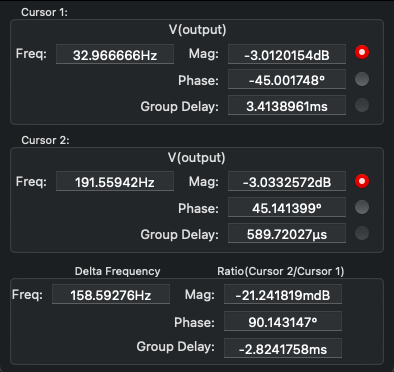 Cursor 1:
V(output)
Freq: 32.966666Hz Mag: -3.0120154dB
Phase: -45.001748°
Group Delay: 3.4138961ms
Cursor 2:
V(output)
Freq: 191.55942Hz Mag: -3.0332572dB
Phase: 45.141399°
Group Delay: 589.72027µs
Delta Frequency Ratio(Cursor 2/Cursor 1)
Freq: 158.59276Hz Mag: -21.241819mdB
Phase: 90.143147°
Group Delay: -2.8241758ms